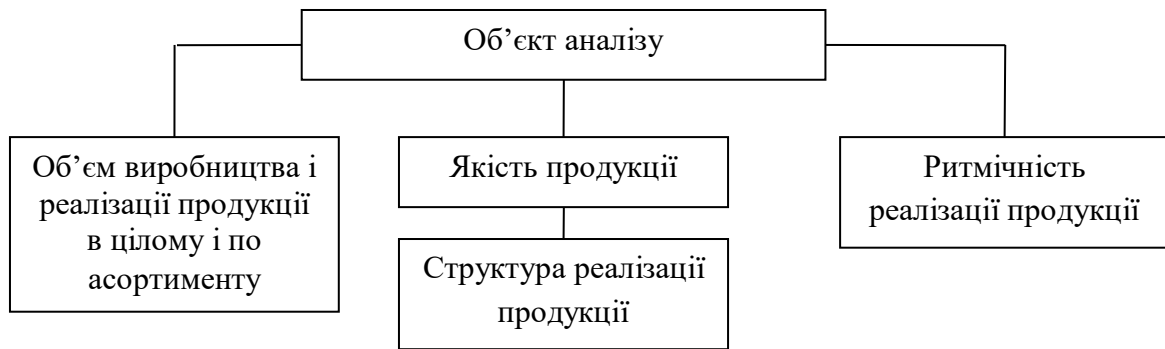 Об’єкт аналізу
Об’єм виробництва і
реалізації продукції
в цілому і по
асортименту
Якість продукції
Структура реалізації
продукції
Ритмічність
реалізації продукції